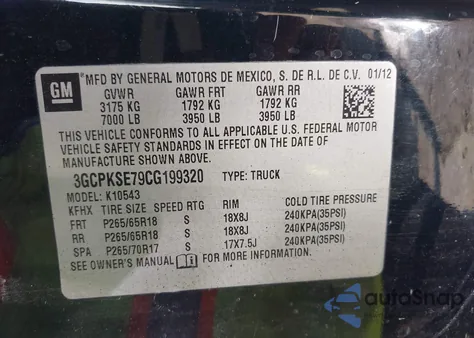 GM
MFD BY GENERAL MOTORS DE MEXICO, S. DE R.L. DE C.V. 01/12
GVWR GAWR FRT GAWR RR
3175 KG 1792 KG 1792 KG
7000 LB 3950 LB 3950 LB
THIS VEHICLE CONFORMS TO ALL APPLICABLE U.S. FEDERAL MOTOR
VEHICLE SAFETY STANDARDS IN EFFECT ON THE DATE OF
MANUFACTURE SHOWN ABOVE.
3GCPKSE79CG199320 TYPE: TRUCK
MODEL: K10543
KFHX TIRE SIZE SPEED RTG RIM COLD TIRE PRESSURE
FRT P265/65R18 S 18X8J 240KPA(35PSI)
RR P265/65R18 S 18X8J 240KPA(35PSI)
SPA P265/70R17 S 17X7.5J 240KPA(35PSI)
SEE OWNER'S MANUAL FOR MORE INFORMATION.
autoSnap